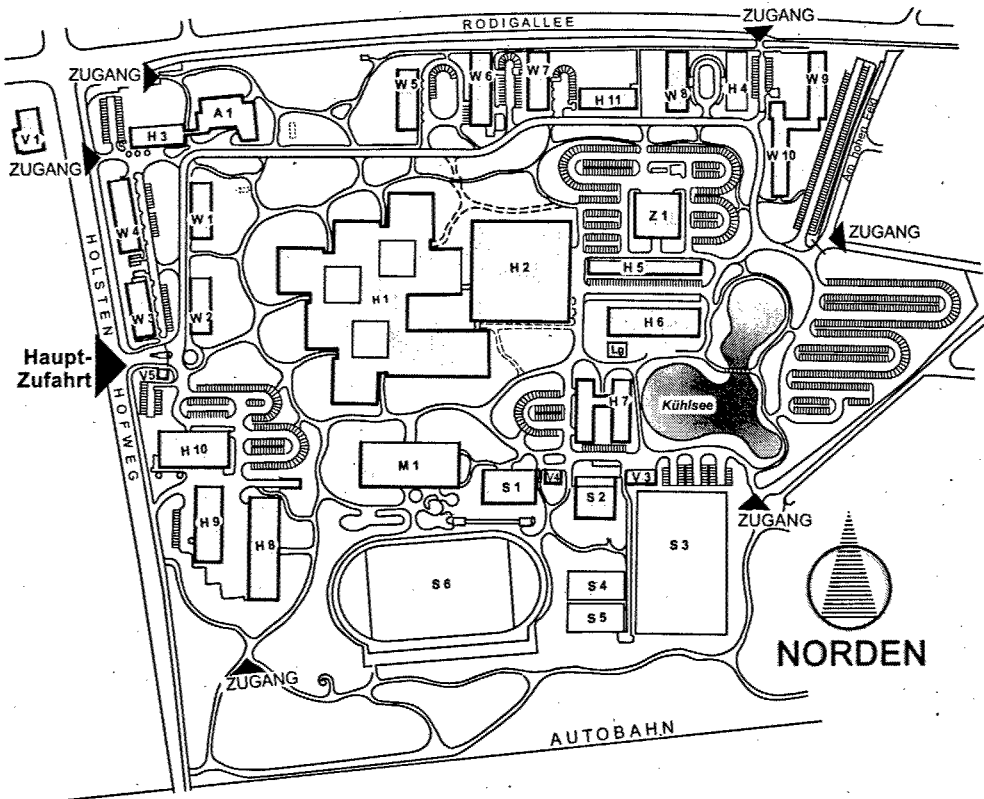 RODIGALLEE
ZUGANG
ZUGANG
V 1
H 3
A 1
W 5
W 6
W 7
H 11
W 8
H 4
W 9
Am hohen Feld
ZUGANG
W 10
W 4
W 1
Z 1
ZUGANG
HOLSTEN
HOFWEG
H 2
H 5
H 1
W 3
W 2
H 6
Lg
Haupt-
Zufahrt
V5
H 7
Kühlsee
H 10
M 1
S 1
V4
S 2
V 3
ZUGANG
H 9
H 8
S 3
S 6
S 4
S 5
NORDEN
ZUGANG
AUTOBAHN